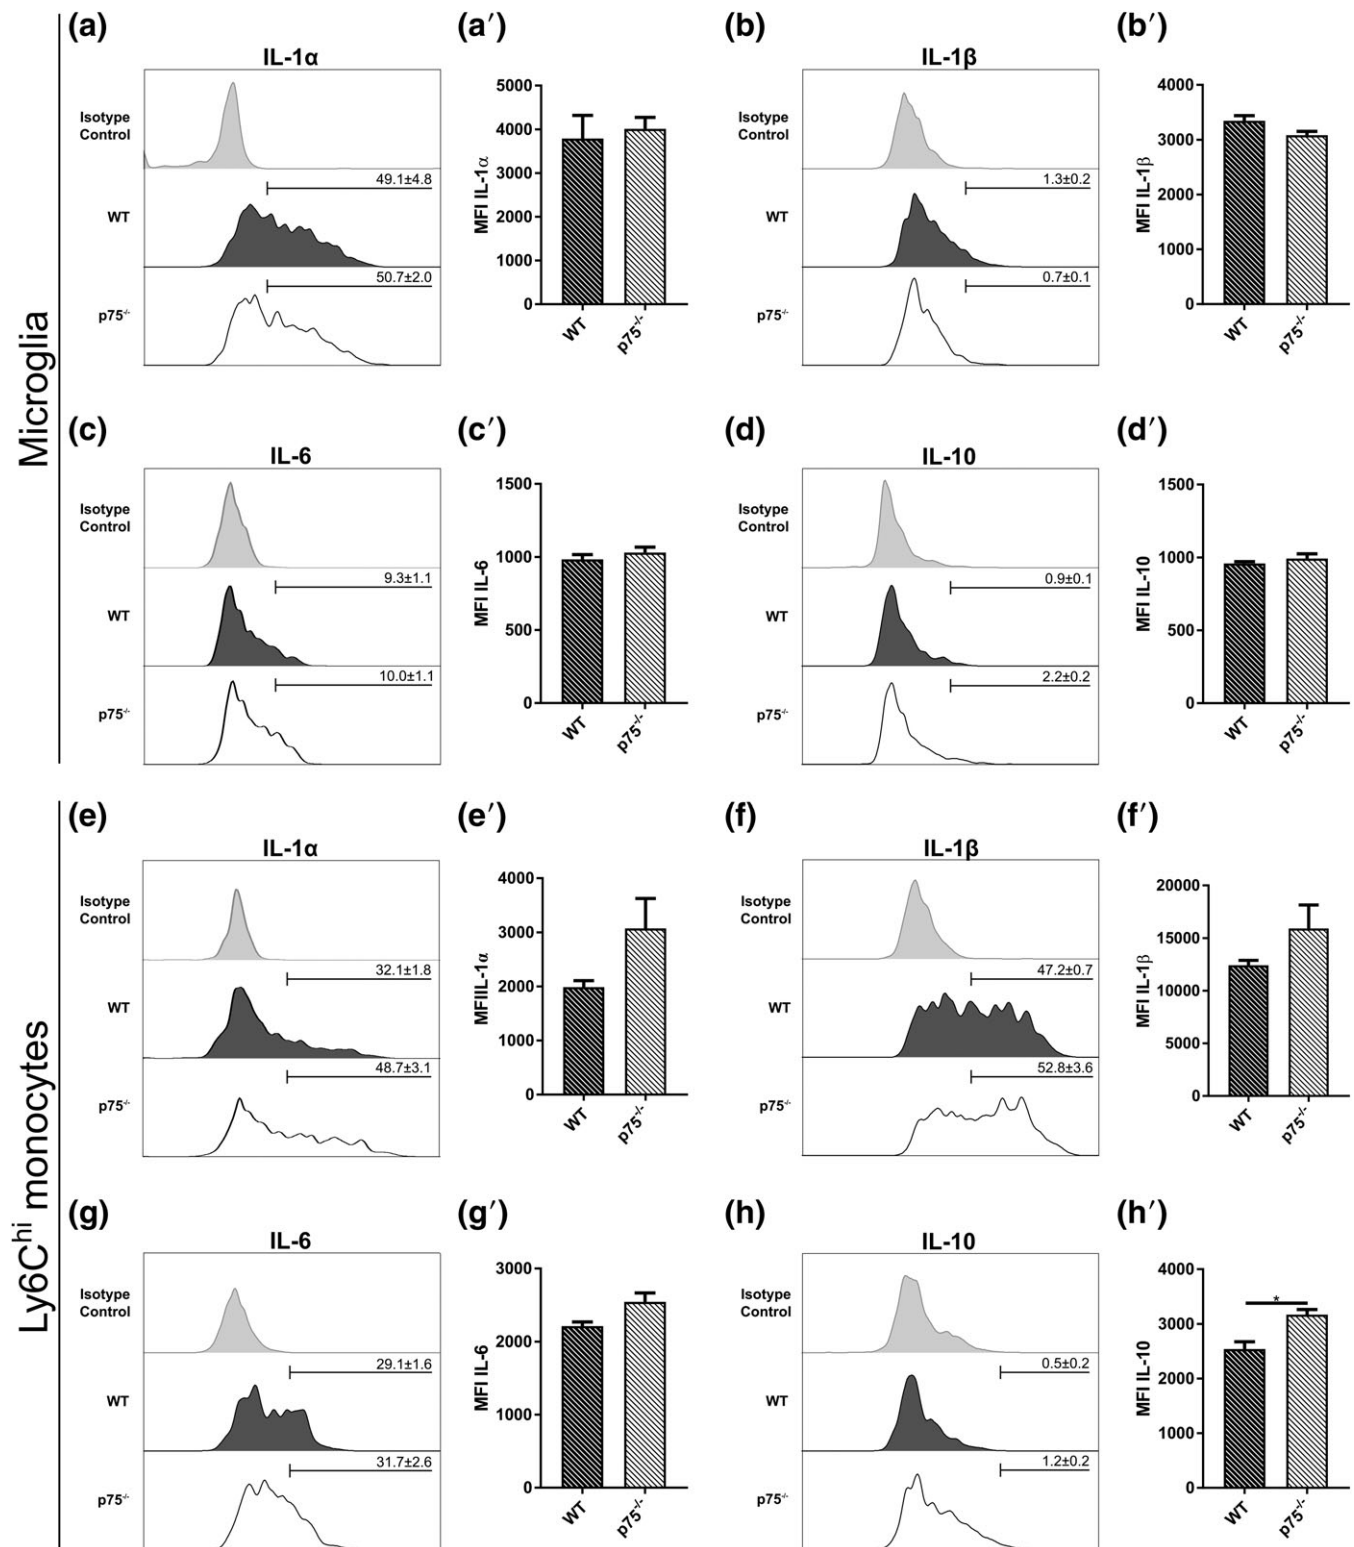 Microglia
(a)
IL-1α
Isotype
Control
49.1±4.8
WT
50.7±2.0
p75-/-
(a′)
5000
4000
3000
2000
1000
0
MFI IL-1α
WT
p75-/-
(b)
IL-1β
Isotype
Control
1.3±0.2
WT
0.7±0.1
p75-/-
(b′)
4000
3000
2000
1000
0
MFI IL-1β
WT
p75-/-
(c)
IL-6
Isotype
Control
9.3±1.1
WT
10.0±1.1
p75-/-
(c′)
1500
1000
500
0
MFI IL-6
WT
p75-/-
(d)
IL-10
Isotype
Control
0.9±0.1
WT
2.2±0.2
p75-/-
(d′)
1500
1000
500
0
MFI IL-10
WT
p75-/-
Ly6Chi monocytes
(e)
IL-1α
Isotype
Control
32.1±1.8
WT
48.7±3.1
p75-/-
(e′)
4000
3000
2000
1000
0
MFIIL-1α
WT
p75-/-
(f)
IL-1β
Isotype
Control
47.2±0.7
WT
52.8±3.6
p75-/-
(f′)
20000
15000
10000
5000
0
MFI IL-1β
WT
p75-/-
(g)
IL-6
Isotype
Control
29.1±1.6
WT
31.7±2.6
p75-/-
(g′)
3000
2000
1000
0
MFI IL-6
WT
p75-/-
(h)
IL-10
Isotype
Control
0.5±0.2
WT
1.2±0.2
p75-/-
(h′)
4000
3000
2000
1000
0
MFI IL-10
*
WT
p75-/-